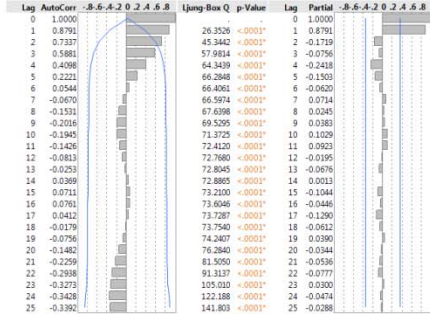 Lag AutoCorr -.8-.6-.4-.2 0 .2 .4 .6 .8 Ljung-Box Q p-Value Lag Partial -.8-.6-.4-.2 0 .2 .4 .6 .8
0 1.0000 . . 0 1.0000
1 0.8791 26.3526 <.0001* 1 0.8791
2 0.7337 45.3442 <.0001* 2 -0.1719
3 0.5881 57.9814 <.0001* 3 -0.0756
4 0.4098 64.3439 <.0001* 4 -0.2418
5 0.2221 66.2848 <.0001* 5 -0.1503
6 0.0544 66.4061 <.0001* 6 -0.0620
7 -0.0670 66.5974 <.0001* 7 0.0714
8 -0.1531 67.6398 <.0001* 8 0.0245
9 -0.2016 69.5295 <.0001* 9 0.0383
10 -0.1945 71.3725 <.0001* 10 0.1029
11 -0.1426 72.4120 <.0001* 11 0.0923
12 -0.0813 72.7680 <.0001* 12 -0.0195
13 -0.0253 72.8045 <.0001* 13 -0.0676
14 0.0369 72.8865 <.0001* 14 0.0013
15 0.0711 73.2100 <.0001* 15 -0.1044
16 0.0761 73.6046 <.0001* 16 -0.0446
17 0.0412 73.7287 <.0001* 17 -0.1290
18 -0.0179 73.7540 <.0001* 18 -0.0612
19 -0.0756 74.2407 <.0001* 19 0.0390
20 -0.1482 76.2840 <.0001* 20 -0.0344
21 -0.2259 81.5050 <.0001* 21 -0.0536
22 -0.2938 91.3137 <.0001* 22 -0.0777
23 -0.3273 105.010 <.0001* 23 0.0300
24 -0.3428 122.188 <.0001* 24 -0.0474
25 -0.3392 141.803 <.0001* 25 -0.0288